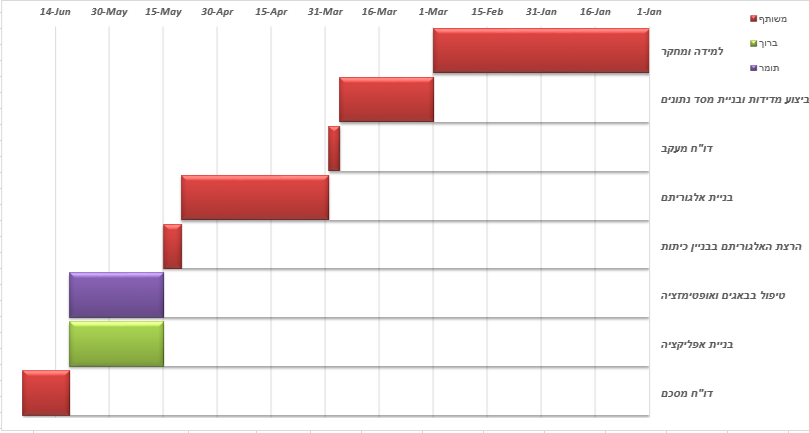 1-Jan
16-Jan
31-Jan
15-Feb
1-Mar
16-Mar
31-Mar
15-Apr
30-Apr
15-May
30-May
14-Jun
משותף
ברוך
תומר
למידה ומחקר
ביצוע מדידות ובניית מסד נתונים
דו"ח מעקב
בניית אלגוריתם
הרצת האלגוריתם בבניין כיתות
טיפול בבאגים ואופטימזציה
בניית אפליקציה
דו"ח מסכם